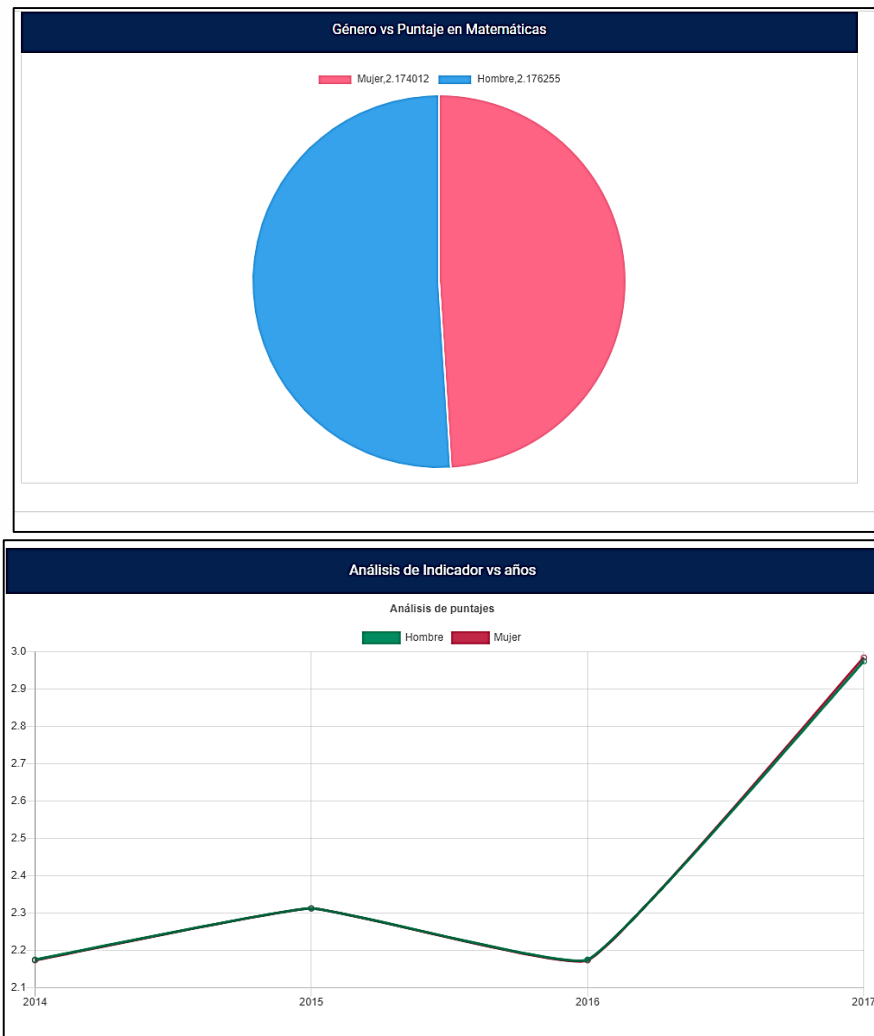 Género vs Puntaje en Matemáticas
Mujer,2.174012 Hombre,2.176255
Análisis de Indicador vs años
Análisis de puntajes
Hombre Mujer
3.0
2.9
2.8
2.7
2.6
2.5
2.4
2.3
2.2
2.1
2014 2015 2016 2017